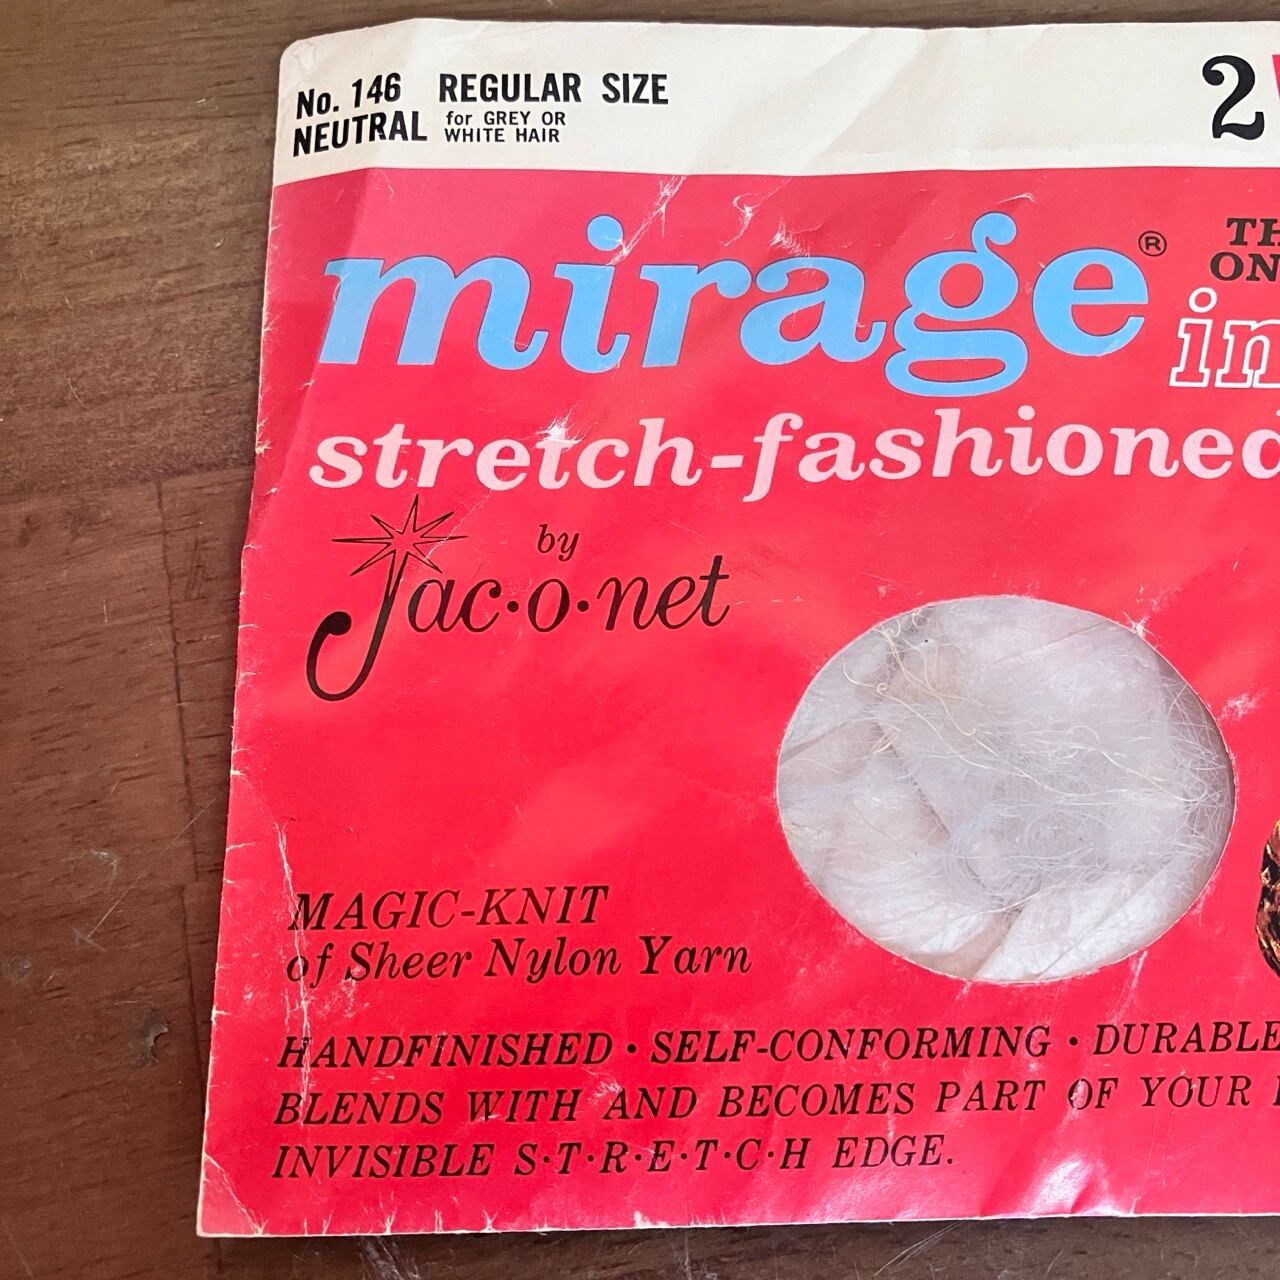 No. 146 REGULAR SIZE 2
NEUTRAL for GREY OR
WHITE HAIR
mirage®
stretch-fashioned
by
Jac·o·net
MAGIC-KNIT
of Sheer Nylon Yarn
HANDFINISHED · SELF-CONFORMING · DURABLE
BLENDS WITH AND BECOMES PART OF YOUR
INVISIBLE S·T·R·E·T·C·H EDGE.